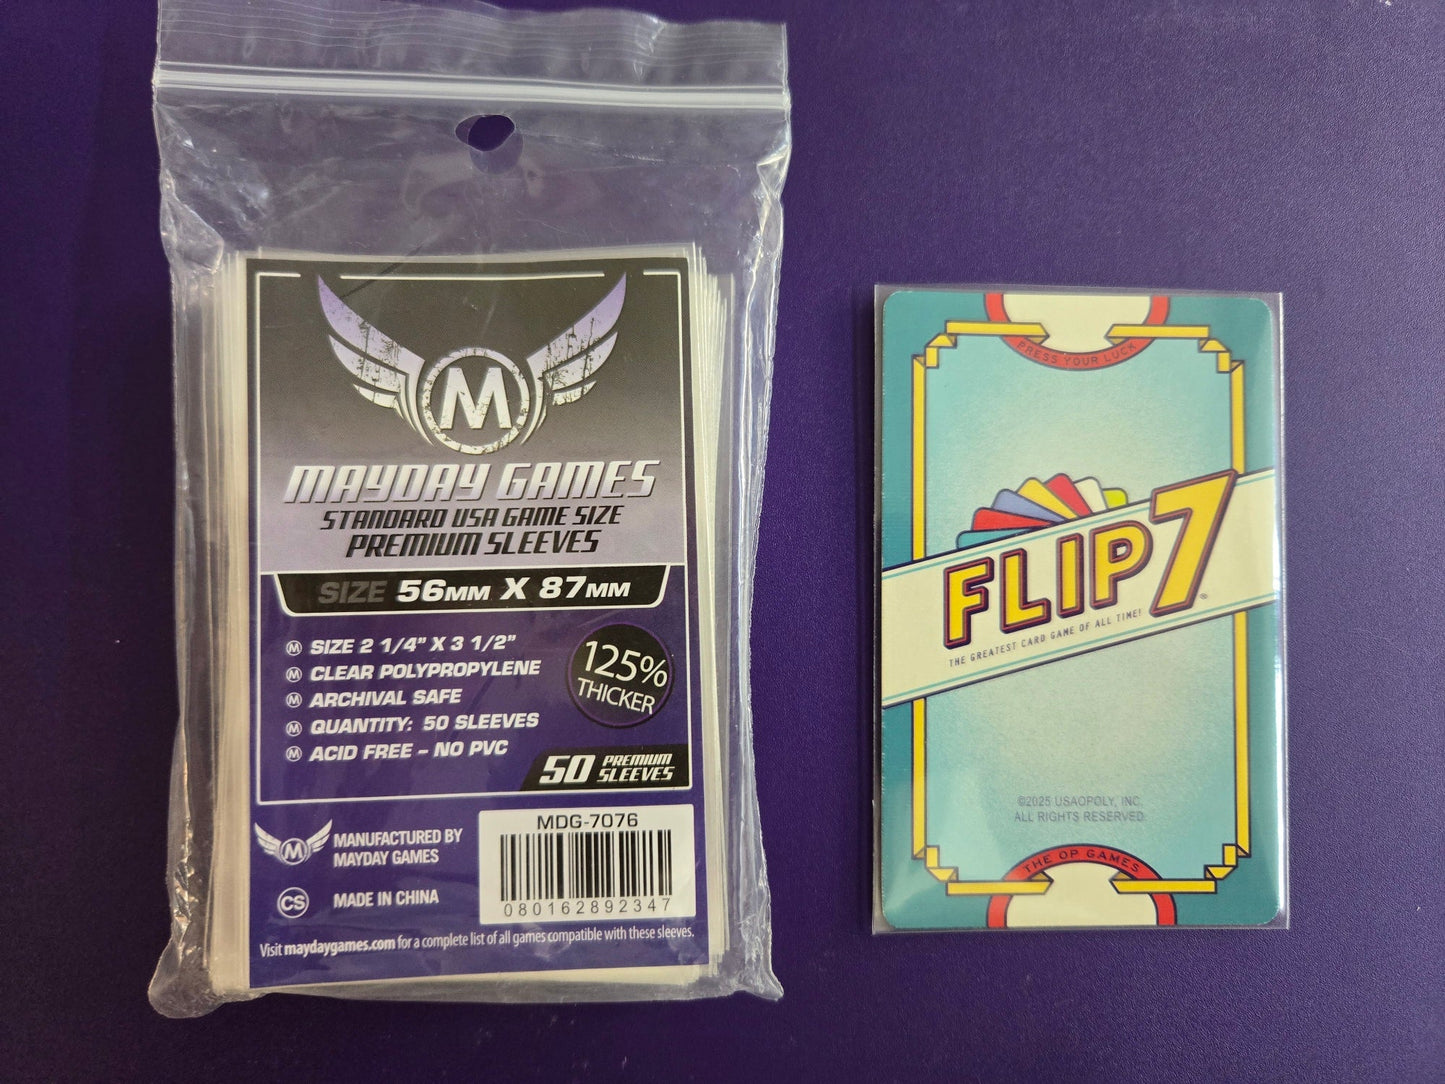 M
MAYDAY GAMES
STANDARD USA GAME SIZE
PREMIUM SLEEVES
SIZE 56MM X 87MM
M SIZE 2 1/4" X 3 1/2"
M CLEAR POLYPROPYLENE
M ARCHIVAL SAFE
M QUANTITY: 50 SLEEVES
M ACID FREE – NO PVC
125%
THICKER
50 PREMIUM
SLEEVES
M MANUFACTURED BY
MAYDAY GAMES
CS MADE IN CHINA
MDG-7076
080162892347
Visit maydaygames.com for a complete list of all games compatible with these sleeves.
PRESS YOUR LUCK
FLIP 7®
THE GREATEST CARD GAME OF ALL TIME!
©2025 USAOPOLY, INC.
ALL RIGHTS RESERVED.
THE OP GAMES